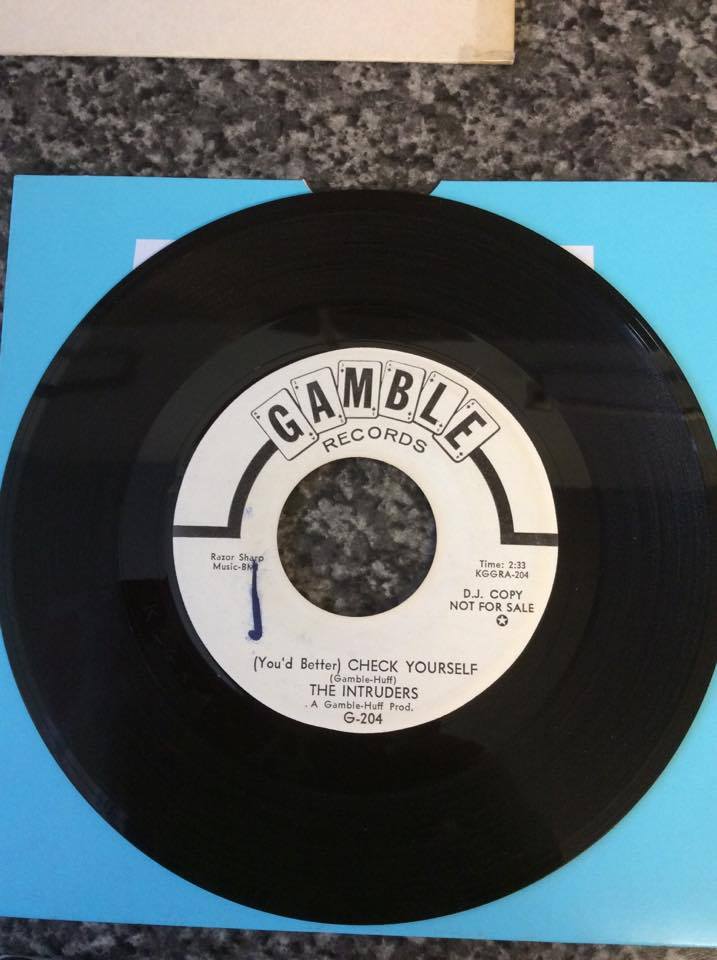 GAMBLE
RECORDS
Razor Sharp
Music-BMI
Time: 2:33
KGGRA-204
D.J. COPY
NOT FOR SALE
(You'd Better) CHECK YOURSELF
(Gamble-Huff)
THE INTRUDERS
A Gamble-Huff Prod.
G-204